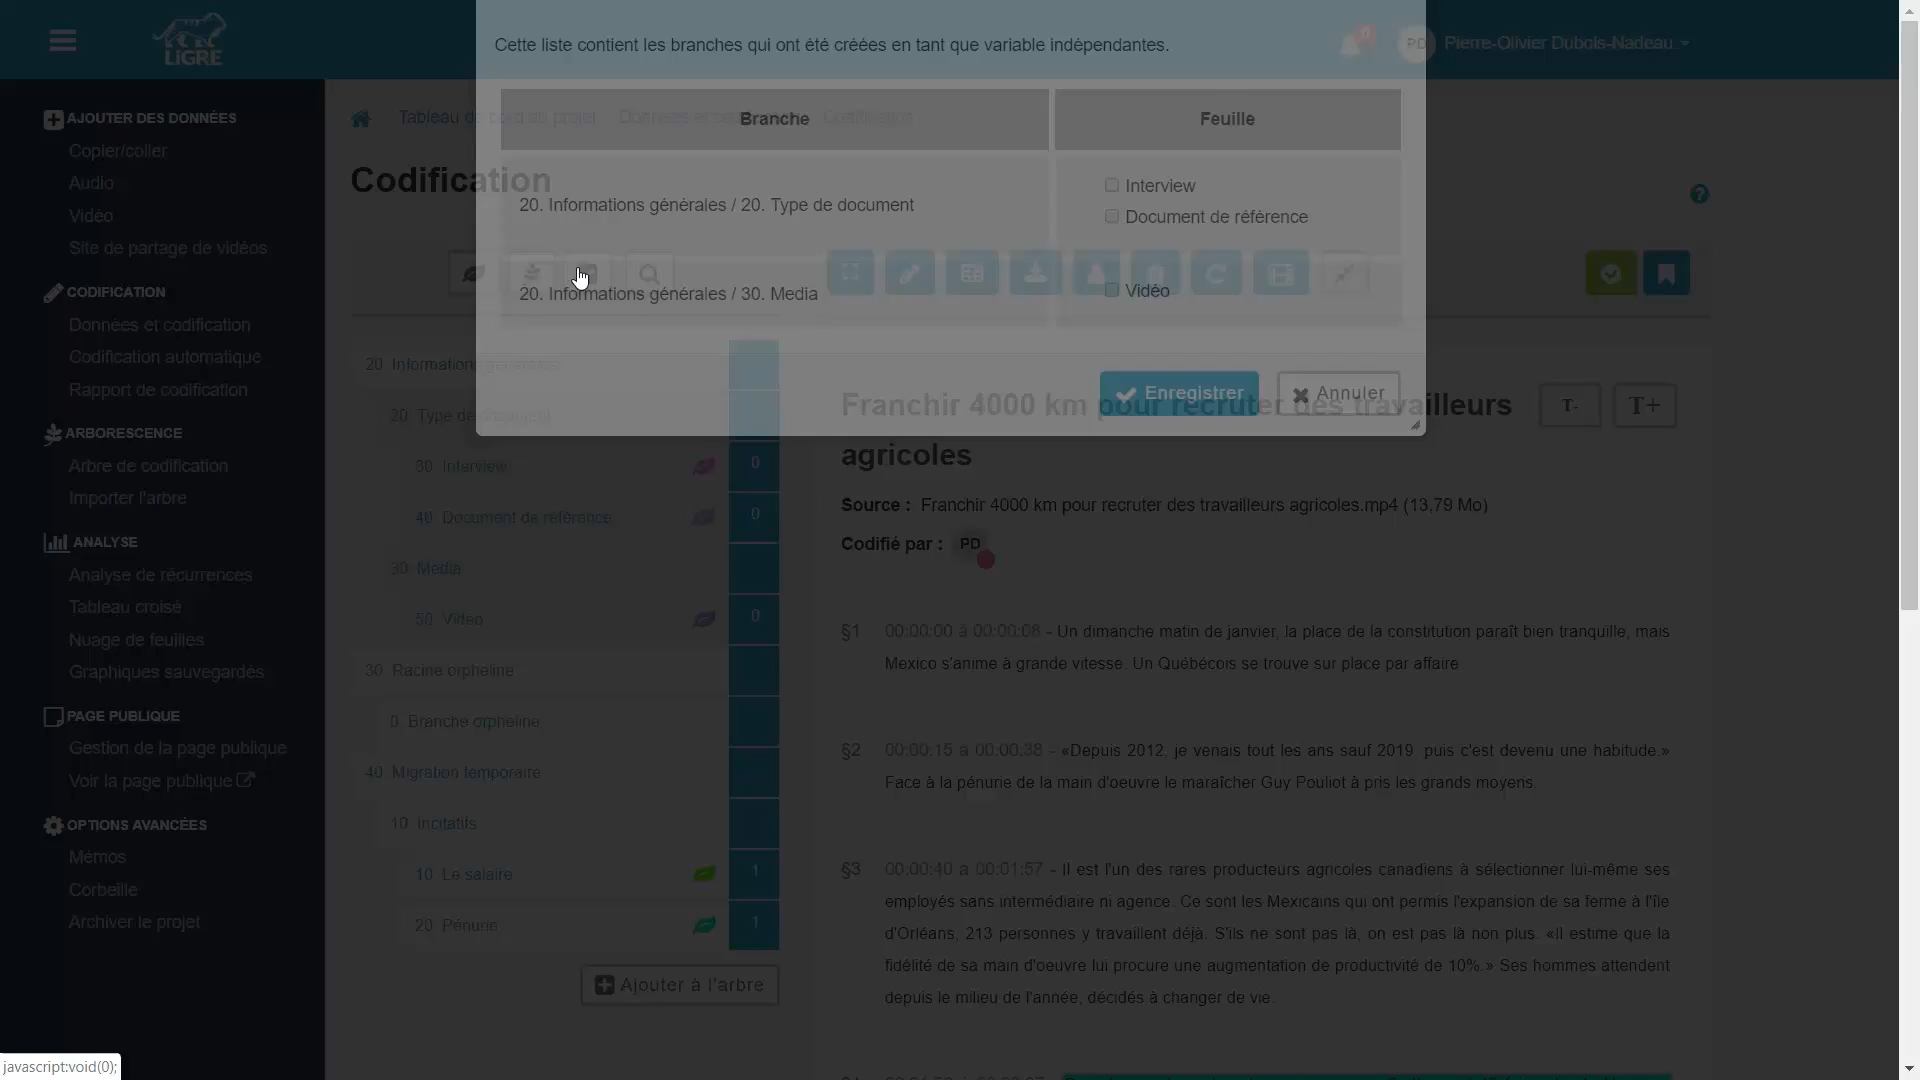 LIGRE
Cette liste contient les branches qui ont été créées en tant que variable indépendantes.
0
PD
Pierre-Olivier Dubois-Nadeau
AJOUTER DES DONNÉES
Copier/coller
Audio
Vidéo
Site de partage de vidéos
CODIFICATION
Données et codification
Codification automatique
Rapport de codification
ARBORESCENCE
Arbre de codification
Importer l'arbre
ANALYSE
Analyse de récurrences
Tableau croisé
Nuage de feuilles
Graphiques sauvegardés
PAGE PUBLIQUE
Gestion de la page publique
Voir la page publique
OPTIONS AVANCÉES
Mémos
Corbeille
Archiver le projet
Tableau de bord du projet
Codification
Branche
Feuille
Codification
20. Informations générales / 20. Type de document
Interview
Document de référence
20. Informations générales / 30. Media
Vidéo
Enregistrer
Annuler
20 Informations générales
20 Type de document
30 Interview
0
40 Document de référence
0
30 Media
50 Vidéo
0
30 Racine orpheline
0 Branche orpheline
40 Migration temporaire
10 Incitatifs
10 Le salaire
1
20 Pénurie
1
Ajouter à l'arbre
Franchir 4000 km pour recruter des travailleurs
agricoles
T-
T+
Source : Franchir 4000 km pour recruter des travailleurs agricoles.mp4 (13,79 Mo)
Codifié par : PD
§1 00:00:00 à 00:00:08 - Un dimanche matin de janvier, la place de la constitution paraît bien tranquille, mais
Mexico s'anime à grande vitesse. Un Québécois se trouve sur place par affaire
§2 00:00:15 à 00:00:38 - «Depuis 2012, je venais tout les ans sauf 2019 puis c'est devenu une habitude.»
Face à la pénurie de la main d'oeuvre le maraîcher Guy Pouliot à pris les grands moyens.
§3 00:00:40 à 00:01:57 - Il est l'un des rares producteurs agricoles canadiens à sélectionner lui-même ses
employés sans intermédiaire ni agence. Ce sont les Mexicains qui ont permis l'expansion de sa ferme à l'île
d'Orléans, 213 personnes y travaillent déjà. S'ils ne sont pas là, on est pas là non plus. «Il estime que la
fidélité de sa main d'oeuvre lui procure une augmentation de productivité de 10%.» Ses hommes attendent
depuis le milieu de l'année, décidés à changer de vie.
javascript:void(0);